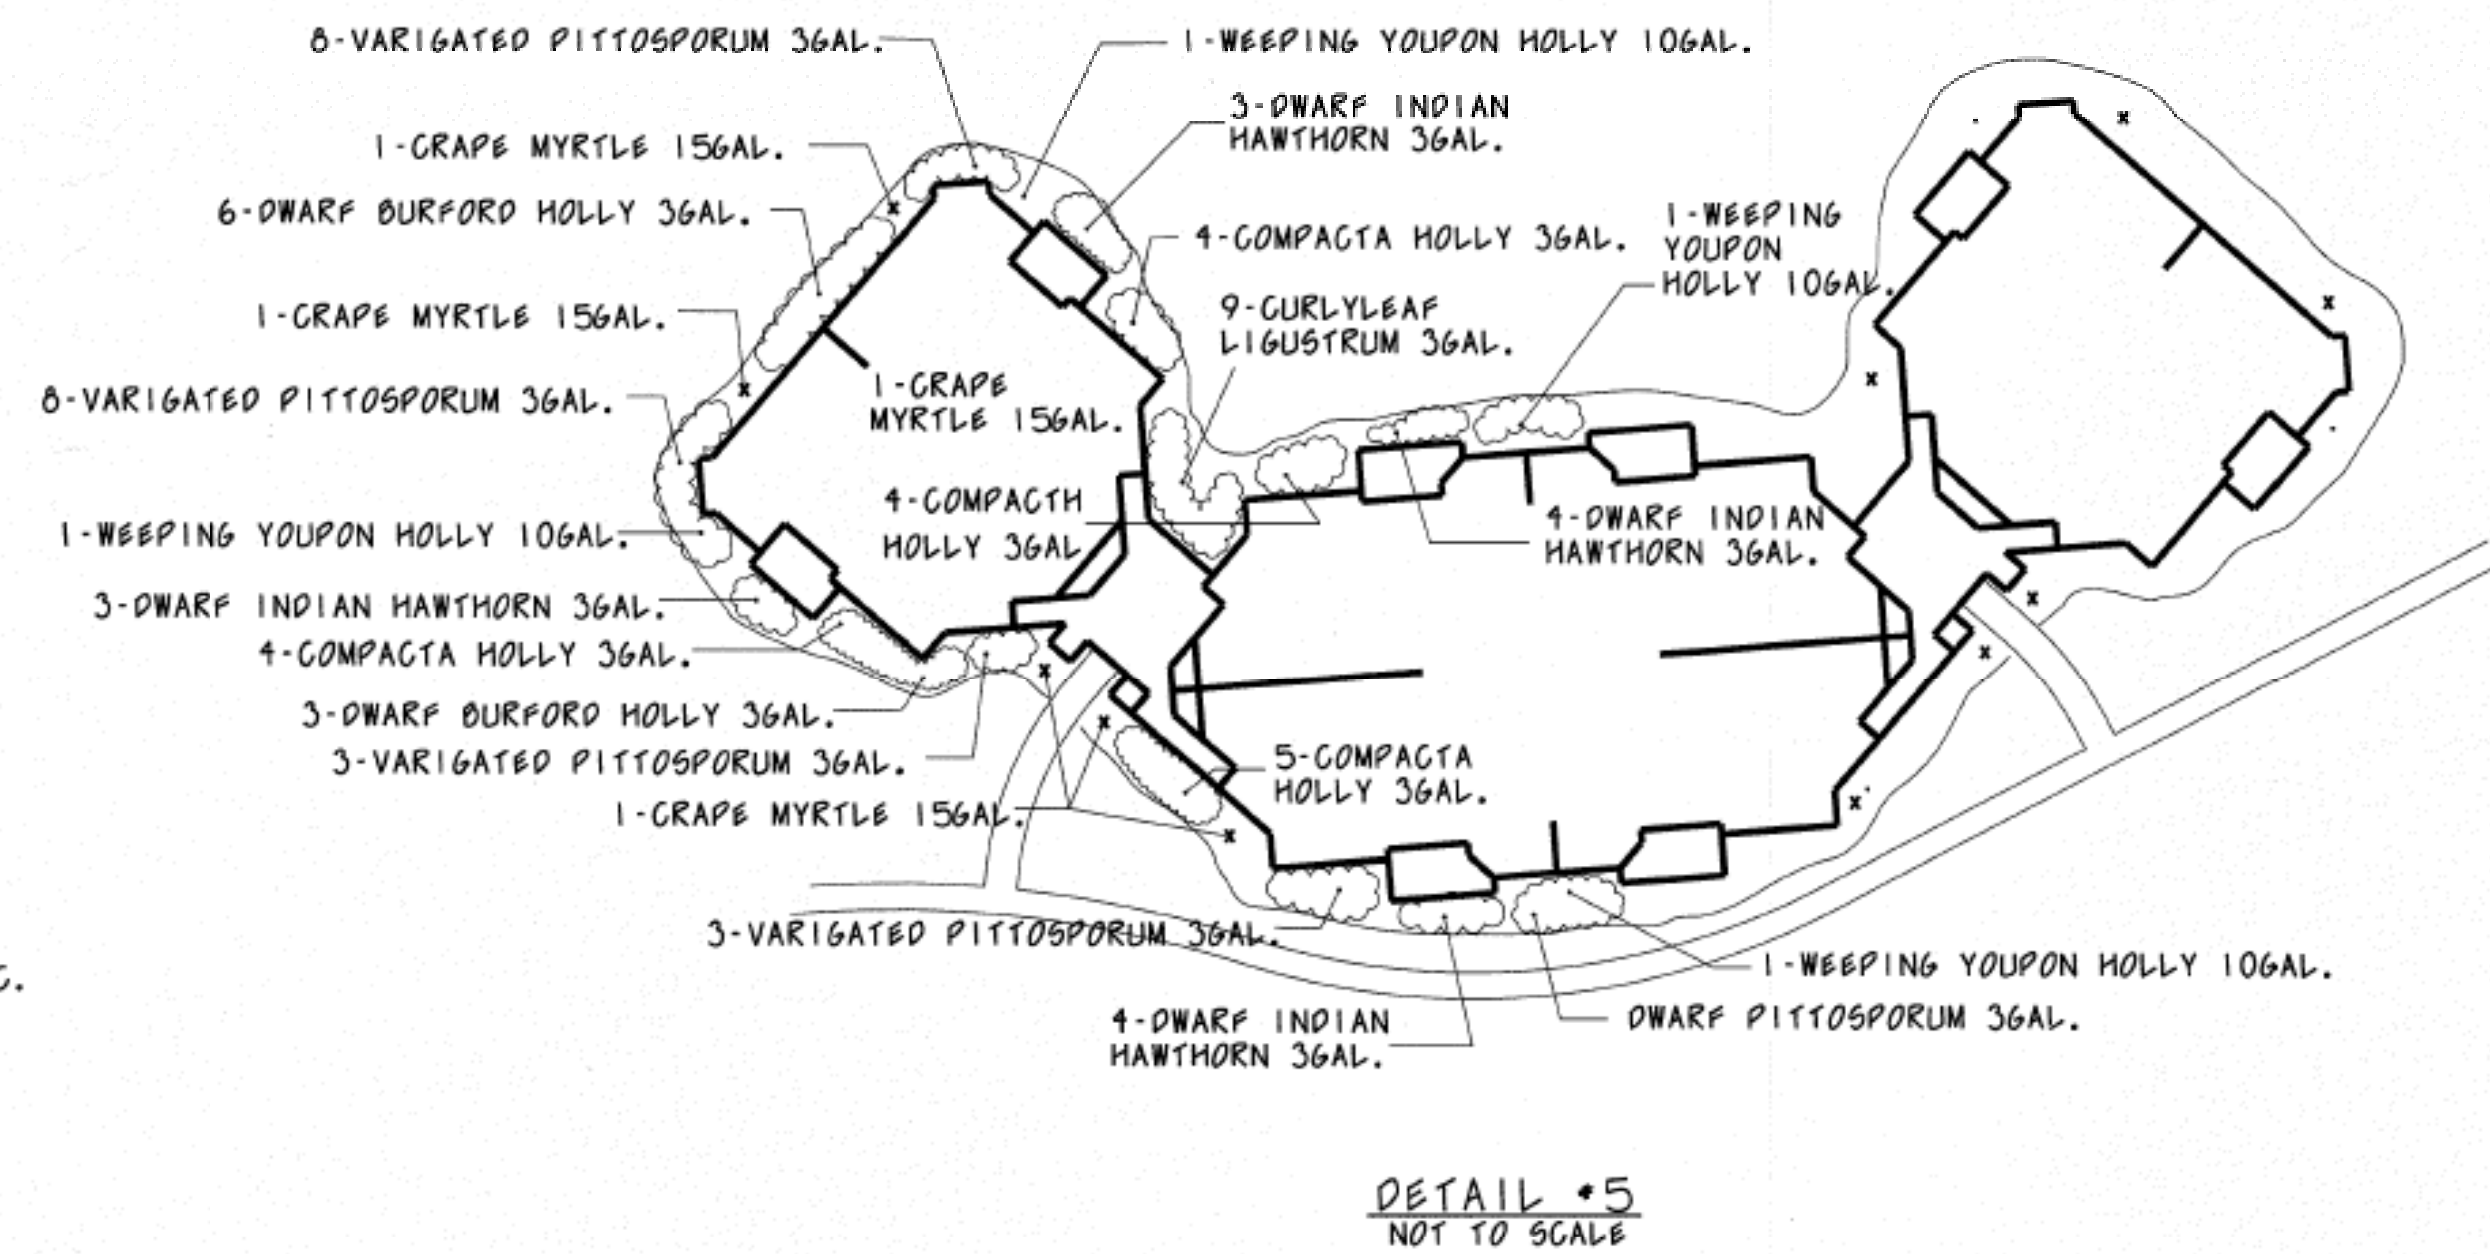 8-VARIGATED PITTOSPORUM 3GAL.
1-WEEPING YOUPON HOLLY 10GAL.
3-DWARF INDIAN
HAWTHORN 3GAL.
1-CRAPE MYRTLE 15GAL.
6-DWARF BURFORD HOLLY 3GAL.
4-COMPACTA HOLLY 3GAL.
1-WEEPING
YOUPON
HOLLY 10GAL.
1-CRAPE MYRTLE 15GAL.
9-CURLYLEAF
LIGUSTRUM 3GAL.
8-VARIGATED PITTOSPORUM 3GAL.
1-CRAPE
MYRTLE 15GAL.
4-COMPACTH
HOLLY 3GAL
4-DWARF INDIAN
HAWTHORN 3GAL.
1-WEEPING YOUPON HOLLY 10GAL.
3-DWARF INDIAN HAWTHORN 3GAL.
4-COMPACTA HOLLY 3GAL.
3-DWARF BURFORD HOLLY 3GAL.
3-VARIGATED PITTOSPORUM 3GAL.
5-COMPACTA
HOLLY 3GAL.
1-CRAPE MYRTLE 15GAL.
3-VARIGATED PITTOSPORUM 3GAL.
1-WEEPING YOUPON HOLLY 10GAL.
4-DWARF INDIAN
HAWTHORN 3GAL.
DWARF PITTOSPORUM 3GAL.
DETAIL #5
NOT TO SCALE